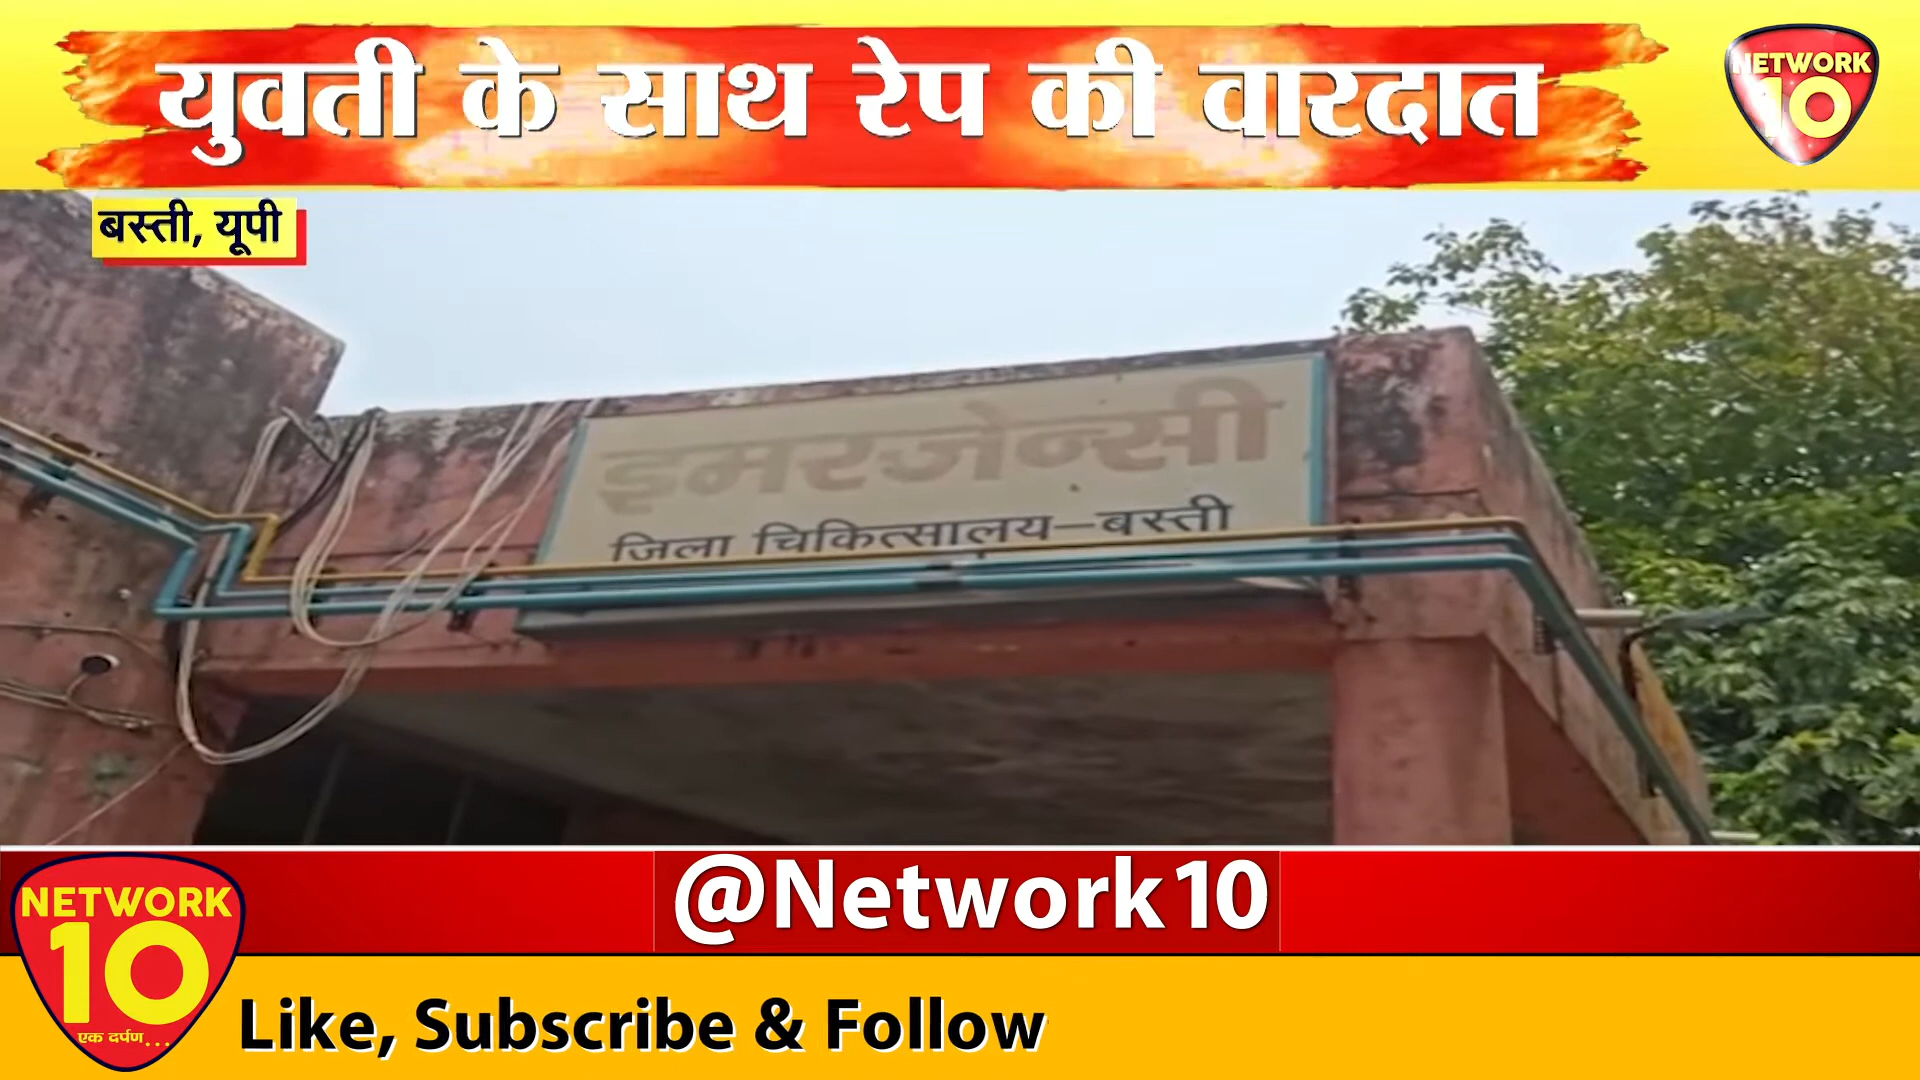 युवती के साथ रेप की वारदात
NETWORK
10
बस्ती, यूपी
इमरजेन्सी
जिला चिकित्सालय–बस्ती
@Network10
NETWORK
10
एक दर्पण...
Like, Subscribe & Follow